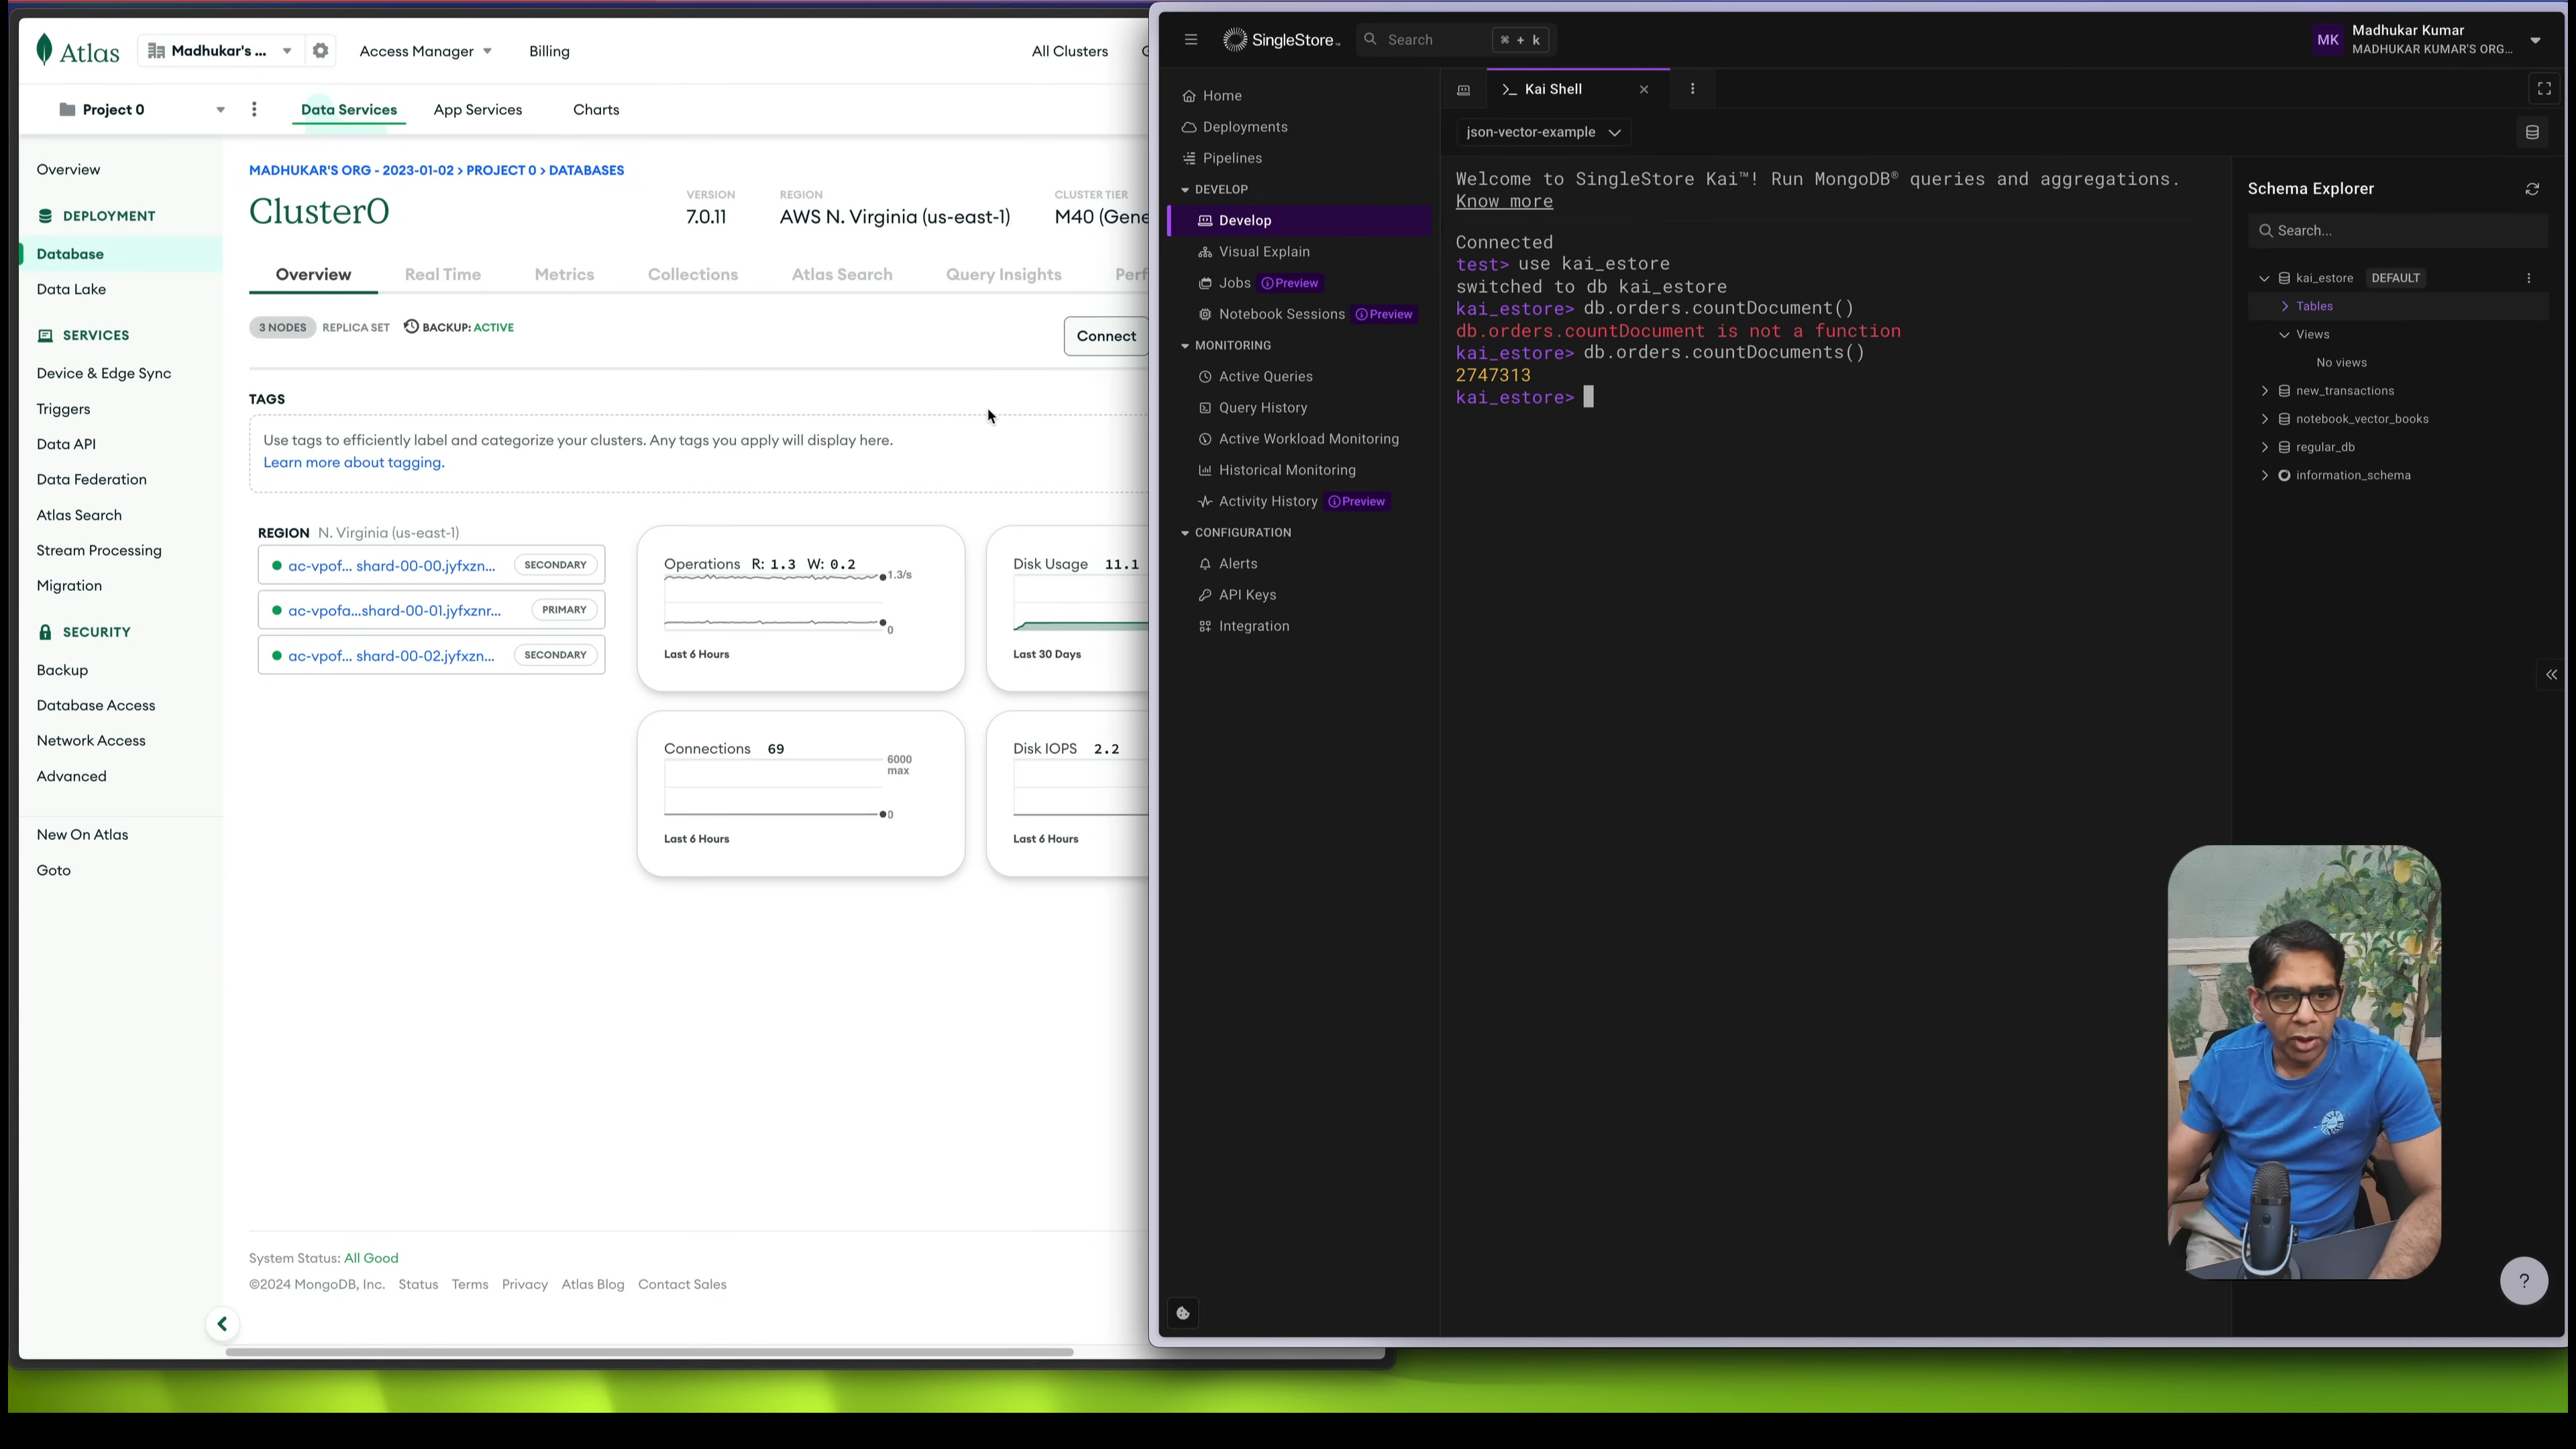 Atlas
Madhukar's ...
Access Manager
Billing
All Clusters
Project 0
Data Services
App Services
Charts
Overview
DEPLOYMENT
Database
Data Lake
SERVICES
Device & Edge Sync
Triggers
Data API
Data Federation
Atlas Search
Stream Processing
Migration
SECURITY
Backup
Database Access
Network Access
Advanced
New On Atlas
Goto
MADHUKAR'S ORG - 2023-01-02 > PROJECT 0 > DATABASES
Cluster0
VERSION
7.0.11
REGION
AWS N. Virginia (us-east-1)
CLUSTER TIER
M40 (Gene
Overview
Real Time
Metrics
Collections
Atlas Search
Query Insights
Perf
3 NODES
REPLICA SET
BACKUP: ACTIVE
Connect
TAGS
Use tags to efficiently label and categorize your clusters. Any tags you apply will display here.
Learn more about tagging.
REGION N. Virginia (us-east-1)
ac-vpof... shard-00-00.jyfxzn... SECONDARY
ac-vpofa...shard-00-01.jyfxznr... PRIMARY
ac-vpof... shard-00-02.jyfxzn... SECONDARY
Operations R: 1.3 W: 0.2
1.3/s
0
Last 6 Hours
Disk Usage 11.1
Last 30 Days
Connections 69
6000
max
0
Last 6 Hours
Disk IOPS 2.2
Last 6 Hours
System Status: All Good
©2024 MongoDB, Inc. Status Terms Privacy Atlas Blog Contact Sales
SingleStore
Search
⌘ + k
MK
Madhukar Kumar
MADHUKAR KUMAR'S ORG...
Home
Deployments
Pipelines
DEVELOP
Develop
Visual Explain
Jobs Preview
Notebook Sessions Preview
MONITORING
Active Queries
Query History
Active Workload Monitoring
Historical Monitoring
Activity History Preview
CONFIGURATION
Alerts
API Keys
Integration
Kai Shell
json-vector-example
Welcome to SingleStore Kai™! Run MongoDB® queries and aggregations.
Know more
Connected
test> use kai_estore
switched to db kai_estore
kai_estore> db.orders.countDocument()
db.orders.countDocument is not a function
kai_estore> db.orders.countDocuments()
2747313
kai_estore>
Schema Explorer
Search...
kai_estore DEFAULT
Tables
Views
No views
new_transactions
notebook_vector_books
regular_db
information_schema
?